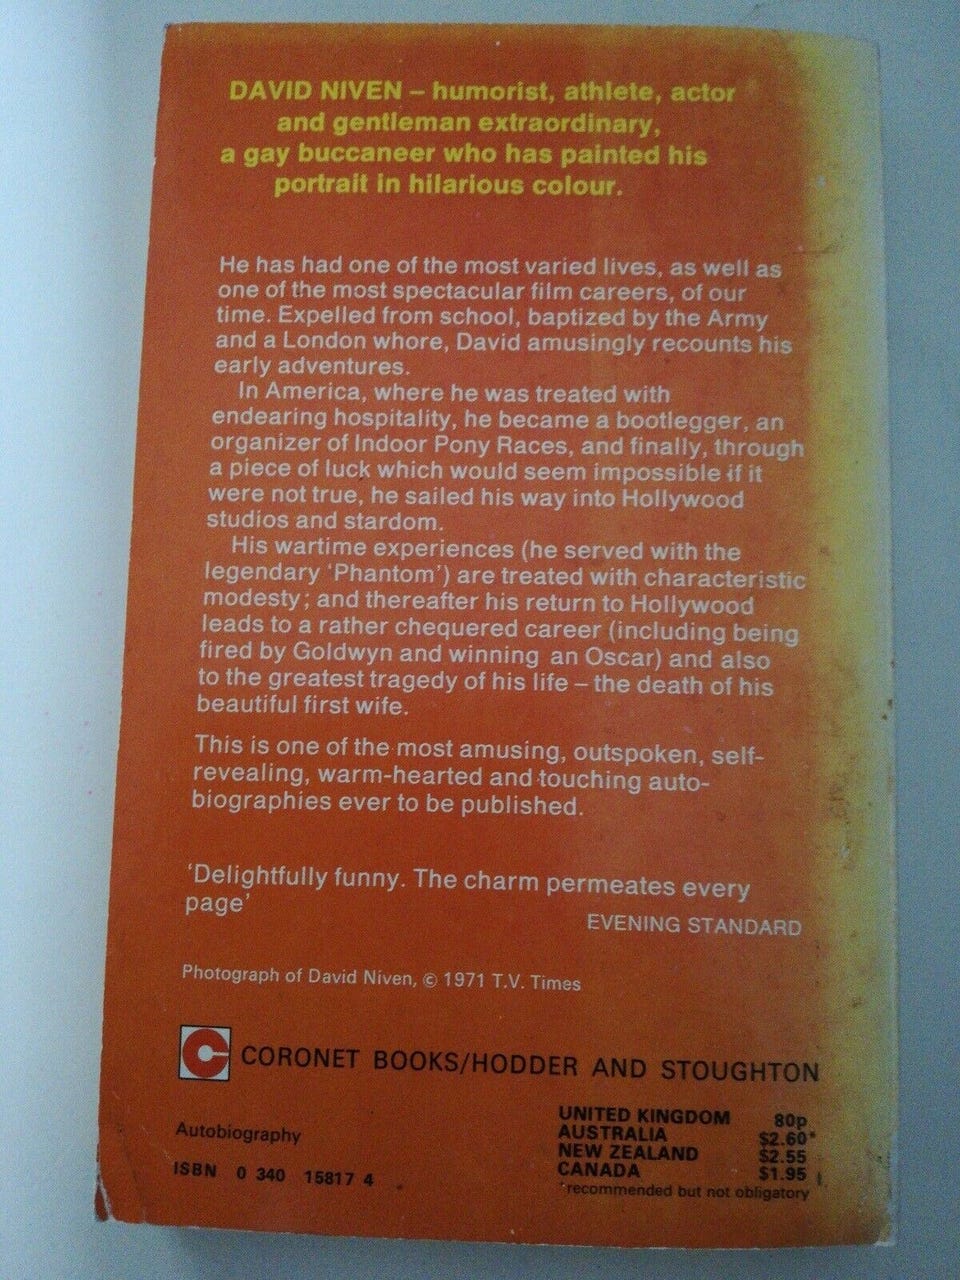 DAVID NIVEN – humorist, athlete, actor
and gentleman extraordinary,
a gay buccaneer who has painted his
portrait in hilarious colour.
He has had one of the most varied lives, as well as
one of the most spectacular film careers, of our
time. Expelled from school, baptized by the Army
and a London whore, David amusingly recounts his
early adventures.
In America, where he was treated with
endearing hospitality, he became a bootlegger, an
organizer of Indoor Pony Races, and finally, through
a piece of luck which would seem impossible if it
were not true, he sailed his way into Hollywood
studios and stardom.
His wartime experiences (he served with the
legendary ‘Phantom’) are treated with characteristic
modesty; and thereafter his return to Hollywood
leads to a rather chequered career (including being
fired by Goldwyn and winning an Oscar) and also
to the greatest tragedy of his life – the death of his
beautiful first wife.
This is one of the most amusing, outspoken, self-
revealing, warm-hearted and touching auto-
biographies ever to be published.
‘Delightfully funny. The charm permeates every
page’
EVENING STANDARD
Photograph of David Niven, © 1971 T.V. Times
CORONET BOOKS/HODDER AND STOUGHTON
Autobiography
ISBN 0 340 15817 4
UNITED KINGDOM 80p
AUSTRALIA $2.60*
NEW ZEALAND $2.55
CANADA $1.95
*recommended but not obligatory